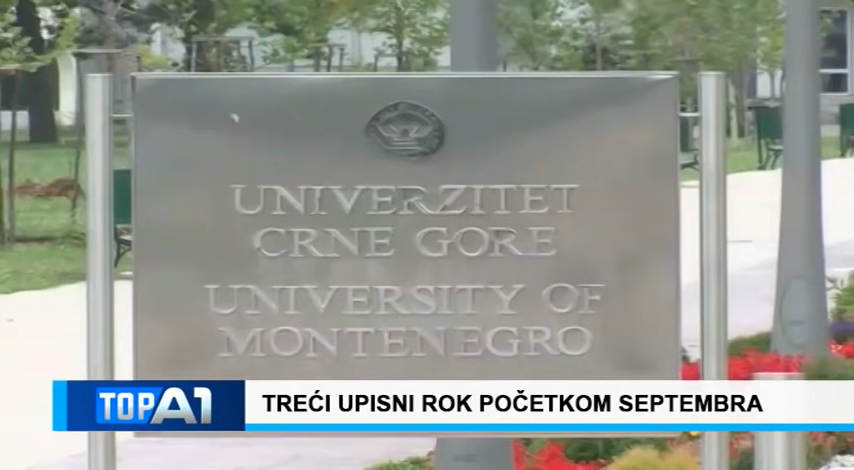 UNIVERZITET
CRNE GORE
UNIVERSITY OF
MONTENEGRO
TOP A1
TREĆI UPISNI ROK POČETKOM SEPTEMBRA